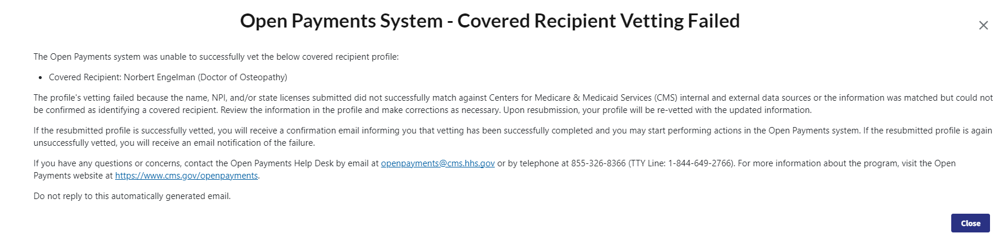 Open Payments System - Covered Recipient Vetting Failed
The Open Payments system was unable to successfully vet the below covered recipient profile:
• Covered Recipient: Norbert Engelman (Doctor of Osteopathy)
The profile's vetting failed because the name, NPI, and/or state licenses submitted did not successfully match against Centers for Medicare & Medicaid Services (CMS) internal and external data sources or the information was matched but could not
be confirmed as identifying a covered recipient. Review the information in the profile and make corrections as necessary. Upon resubmission, your profile will be re-vetted with the updated information.
If the resubmitted profile is successfully vetted, you will receive a confirmation email informing you that vetting has been successfully completed and you may start performing actions in the Open Payments system. If the resubmitted profile is again
unsuccessfully vetted, you will receive an email notification of the failure.
If you have any questions or concerns, contact the Open Payments Help Desk by email at openpayments@cms.hhs.gov or by telephone at 855-326-8366 (TTY Line: 1-844-649-2766). For more information about the program, visit the Open
Payments website at https://www.cms.gov/openpayments.
Do not reply to this automatically generated email.
Close